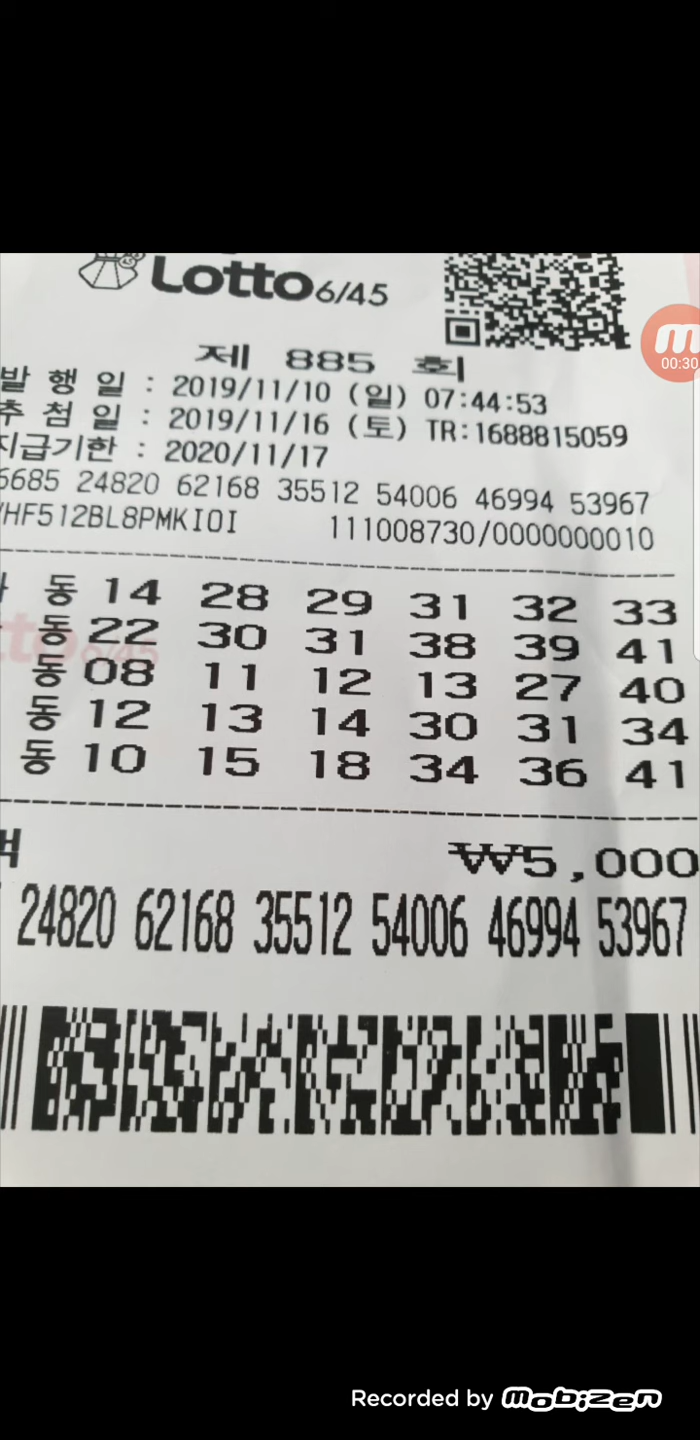 Lotto 6/45
제 885 회
발 행 일 : 2019/11/10 (일) 07:44:53
추 첨 일 : 2019/11/16 (토) TR:1688815059
지급기한 : 2020/11/17
6685 24820 62168 35512 54006 46994 53967
/HF512BL8PMKIOI 111008730/0000000010
동 14 28 29 31 32 33
동 22 30 31 38 39 41
동 08 11 12 13 27 40
동 12 13 14 30 31 34
동 10 15 18 34 36 41
₩5,000
24820 62168 35512 54006 46994 53967
00:30
Recorded by Mobizen